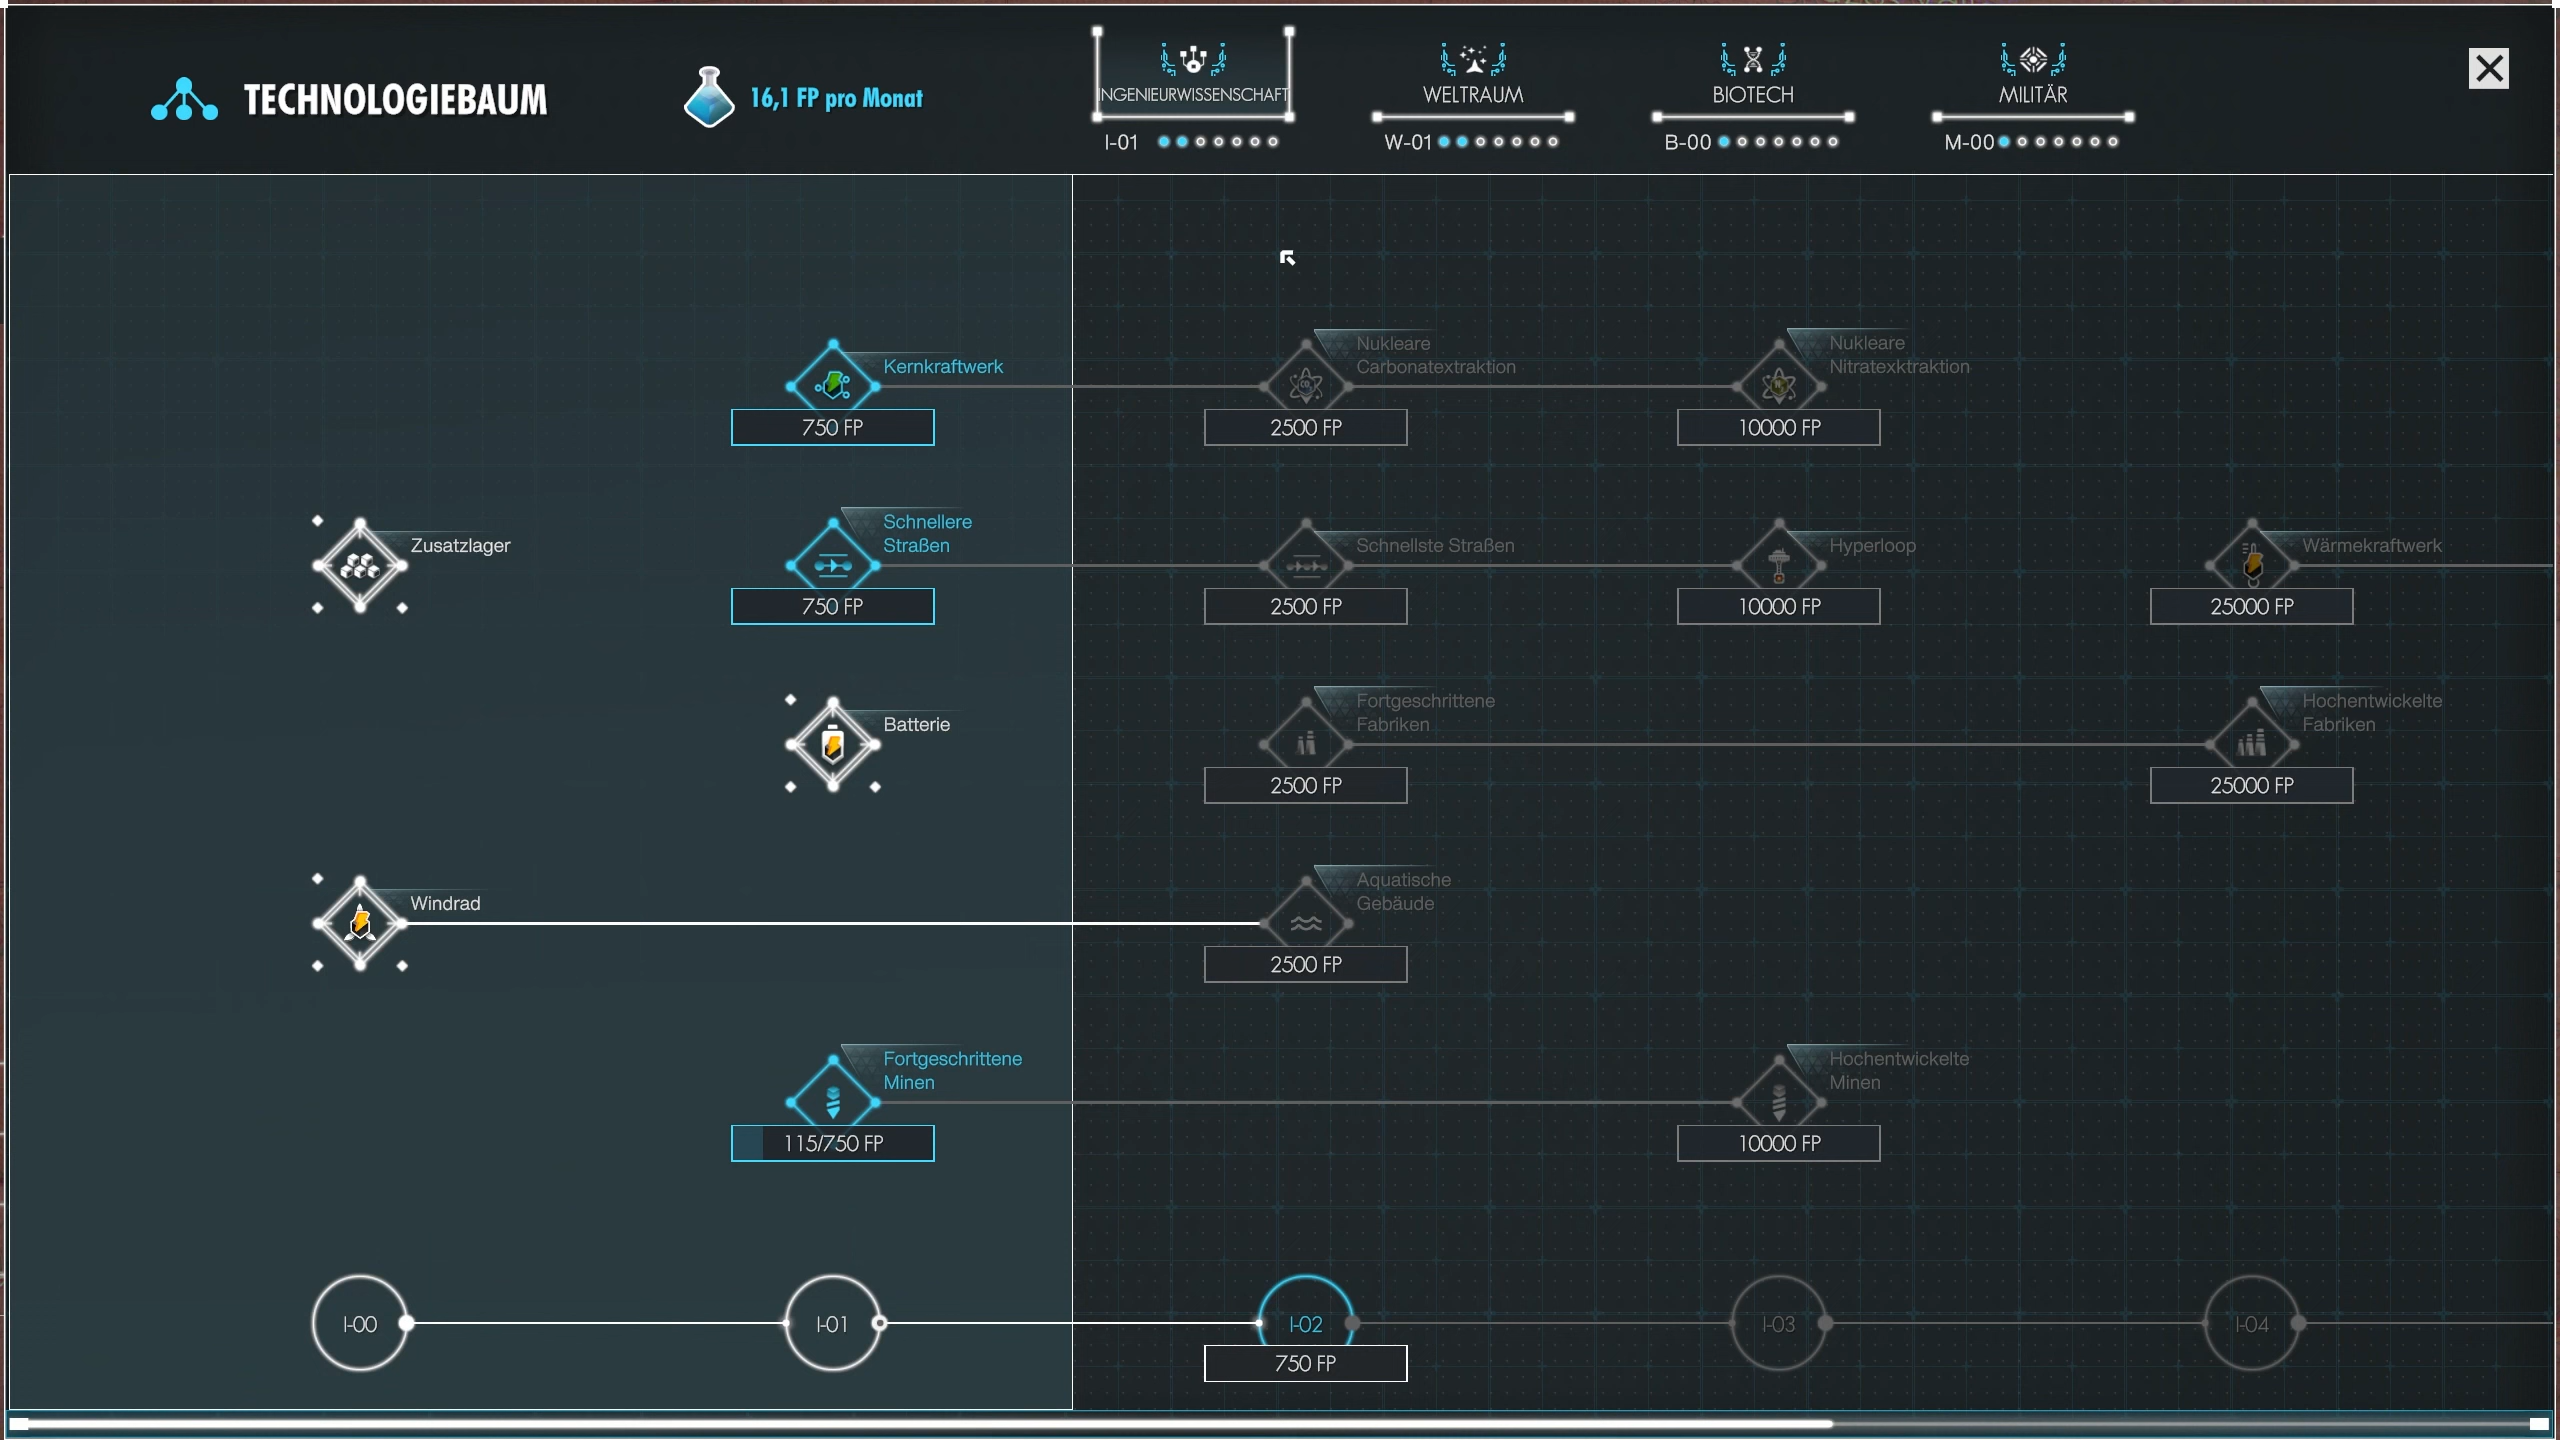 TECHNOLOGIEBAUM
16,1 FP pro Monat
INGENIEURWISSENSCHAFT
I-01
WELTRAUM
W-01
BIOTECH
B-00
MILITÄR
M-00
Kernkraftwerk
750 FP
Nukleare
Carbonatextraktion
2500 FP
Nukleare
Nitratexktraktion
10000 FP
Zusatzlager
Schnellere
Straßen
750 FP
Schnellste Straßen
2500 FP
Hyperloop
10000 FP
Wärmekraftwerk
25000 FP
Batterie
Fortgeschrittene
Fabriken
2500 FP
Hochentwickelte
Fabriken
25000 FP
Windrad
Aquatische
Gebäude
2500 FP
Fortgeschrittene
Minen
115/750 FP
Hochentwickelte
Minen
10000 FP
I-00
I-01
I-02
750 FP
I-03
I-04